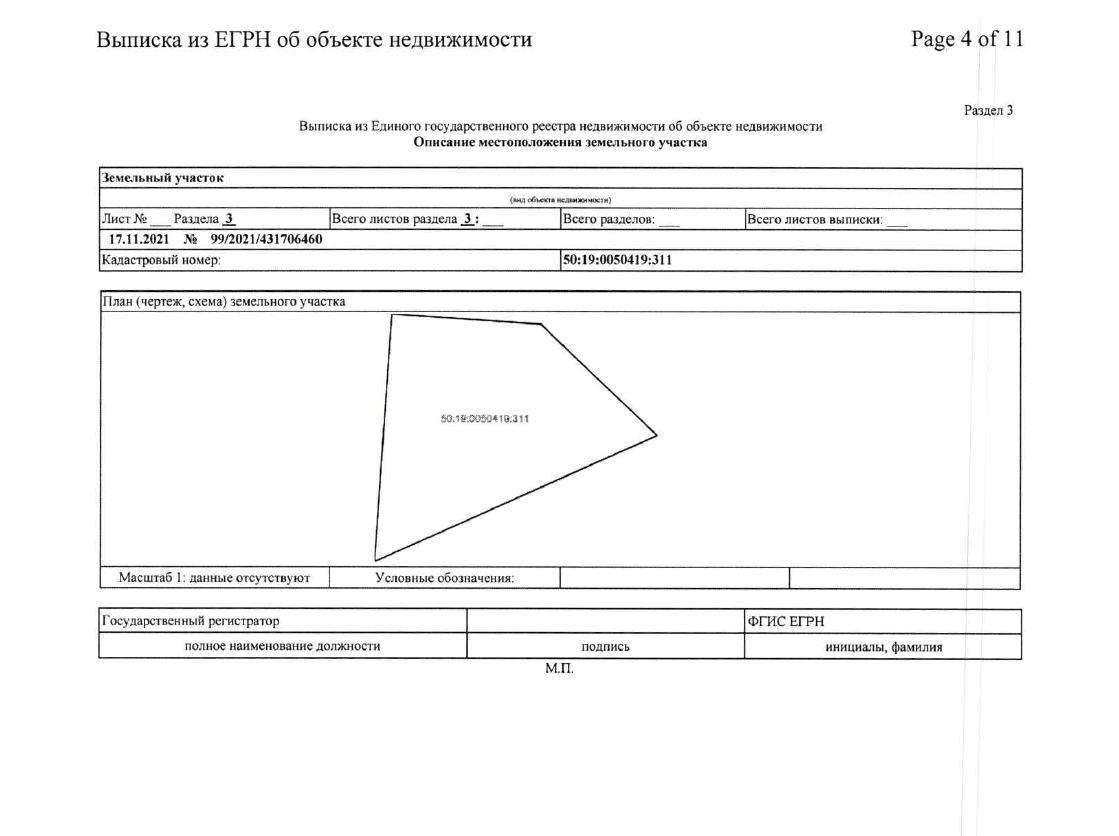 Выписка из ЕГРН об объекте недвижимости Page 4 of 11
Раздел 3
Выписка из Единого государственного реестра недвижимости об объекте недвижимости
Описание местоположения земельного участка
Земельный участок
(вид объекта недвижимости)
Лист № ___ Раздела 3 Всего листов раздела 3 : ___ Всего разделов: ___ Всего листов выписки: ___
17.11.2021 № 99/2021/431706460
Кадастровый номер: 50:19:0050419:311
План (чертеж, схема) земельного участка
50:19:0050419:311
Масштаб 1: данные отсутствуют Условные обозначения:
Государственный регистратор ФГИС ЕГРН
полное наименование должности подпись инициалы, фамилия
М.П.